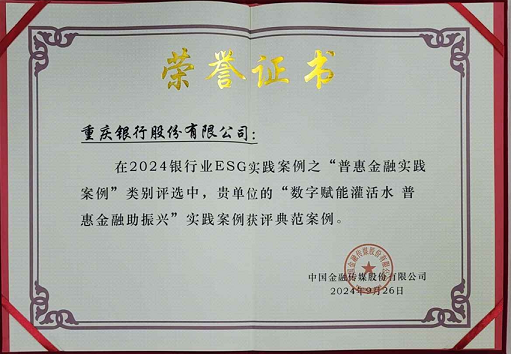 荣誉证书
重庆银行股份有限公司：
在2024银行业ESG实践案例之“普惠金融实践
案例”类别评选中，贵单位的“数字赋能灌活水 普
惠金融助振兴”实践案例获评典范案例。
中国金融传媒股份有限公司
2024年9月26日